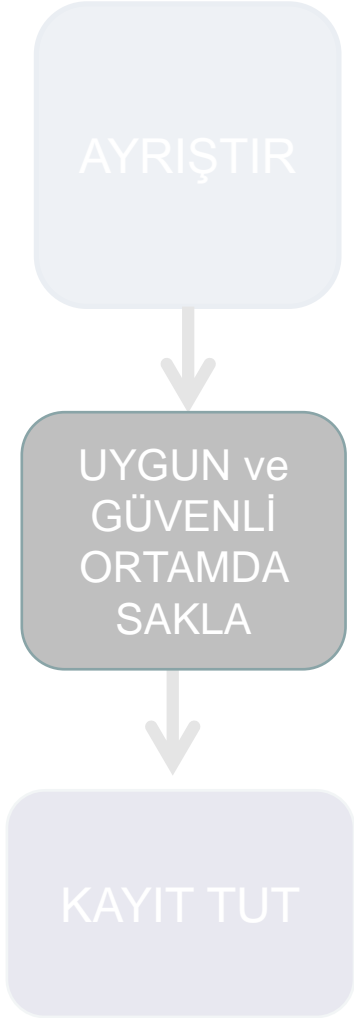 AYRIŞTIR
UYGUN ve
GÜVENLİ
ORTAMDA
SAKLA
KAYIT TUT